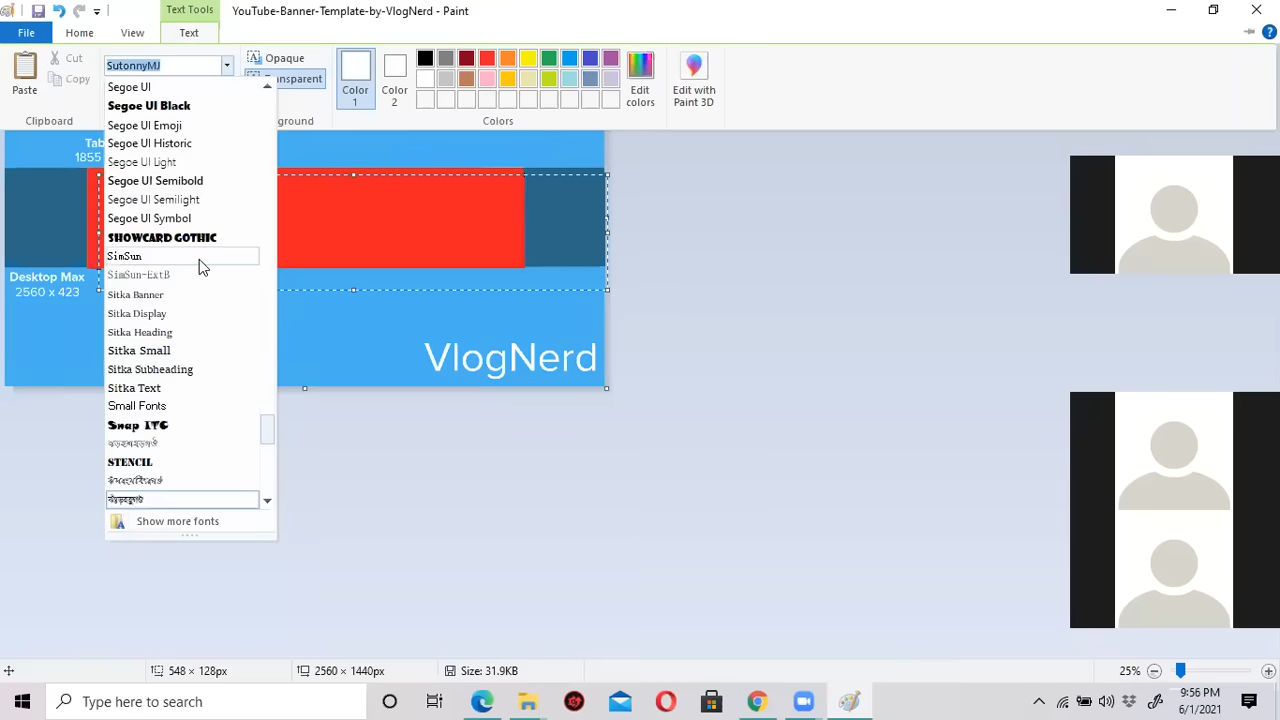 Text Tools
YouTube-Banner-Template-by-VlogNerd - Paint
File
Home
View
Text
Paste
Cut
Copy
Clipboard
SutonnyMJ
Opaque
Transparent
ground
Color 1
Color 2
Edit colors
Colors
Edit with Paint 3D
Segoe UI
Segoe UI Black
Segoe UI Emoji
Segoe UI Historic
Segoe UI Light
Segoe UI Semibold
Segoe UI Semilight
Segoe UI Symbol
SHOWCARD GOTHIC
SimSun
SimSun-ExtB
Sitka Banner
Sitka Display
Sitka Heading
Sitka Small
Sitka Subheading
Sitka Text
Small Fonts
Snap ITC
STENCIL
Show more fonts
Tab
1855
Desktop Max
2560 x 423
VlogNerd
548 × 128px
2560 × 1440px
Size: 31.9KB
25%
Type here to search
9:56 PM
6/1/2021